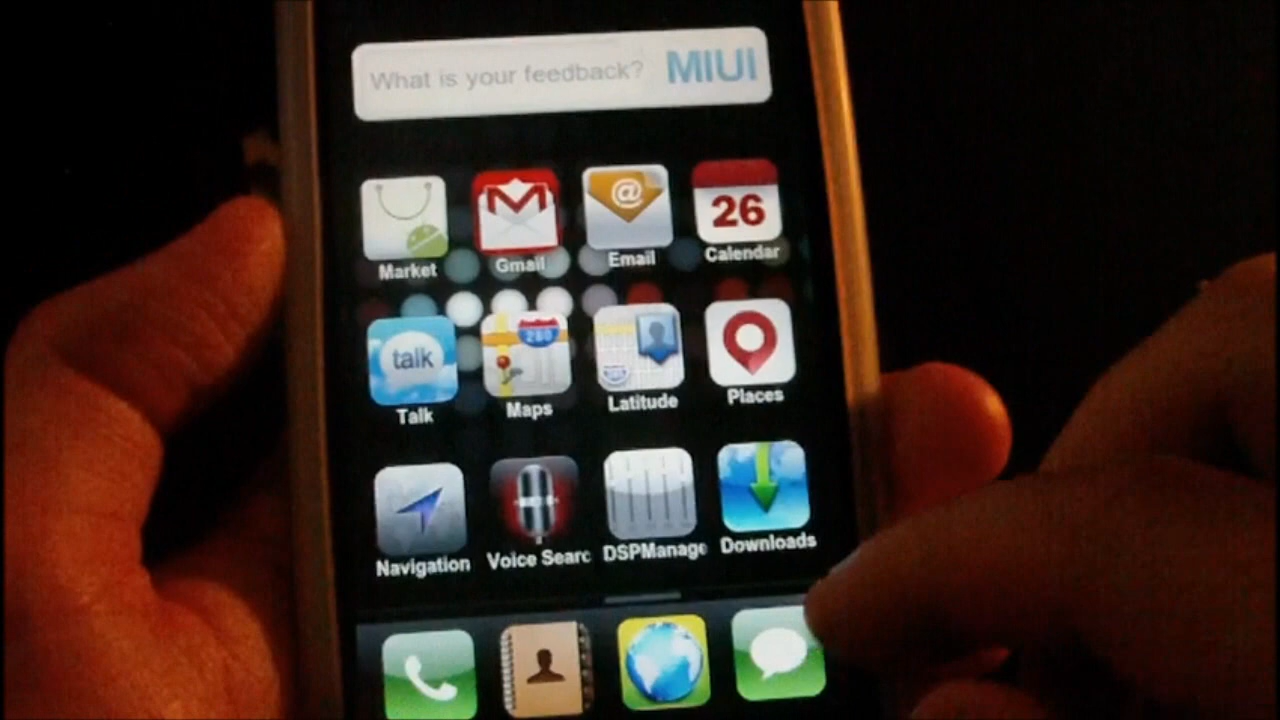 What is your feedback? MIUI
26
Market Gmail Email Calendar
talk
280
Talk Maps Latitude Places
Navigation Voice Searc DSPManage Downloads